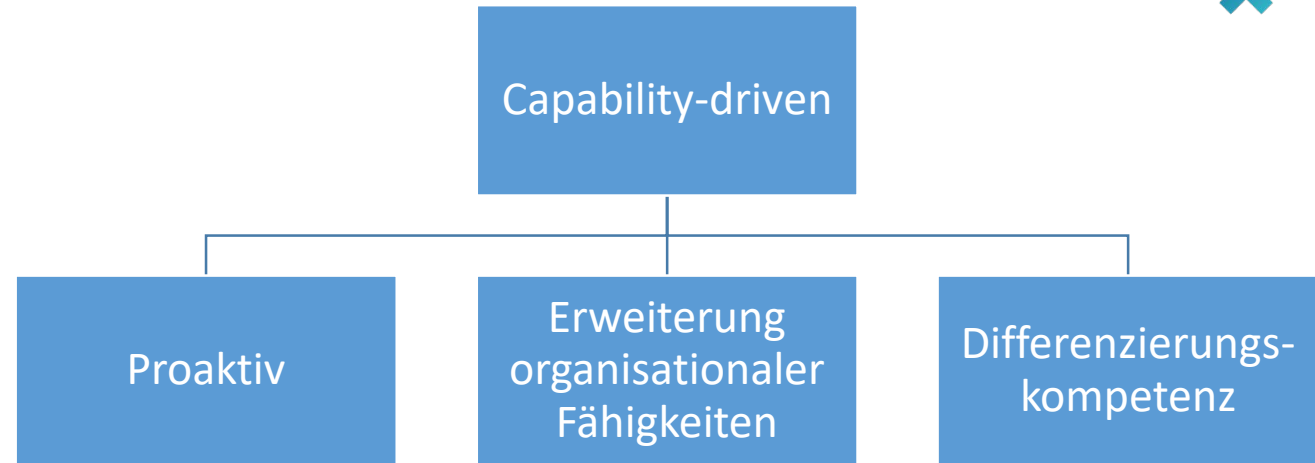 Capability-driven
Proaktiv
Erweiterung
organisationaler
Fähigkeiten
Differenzierungs-
kompetenz